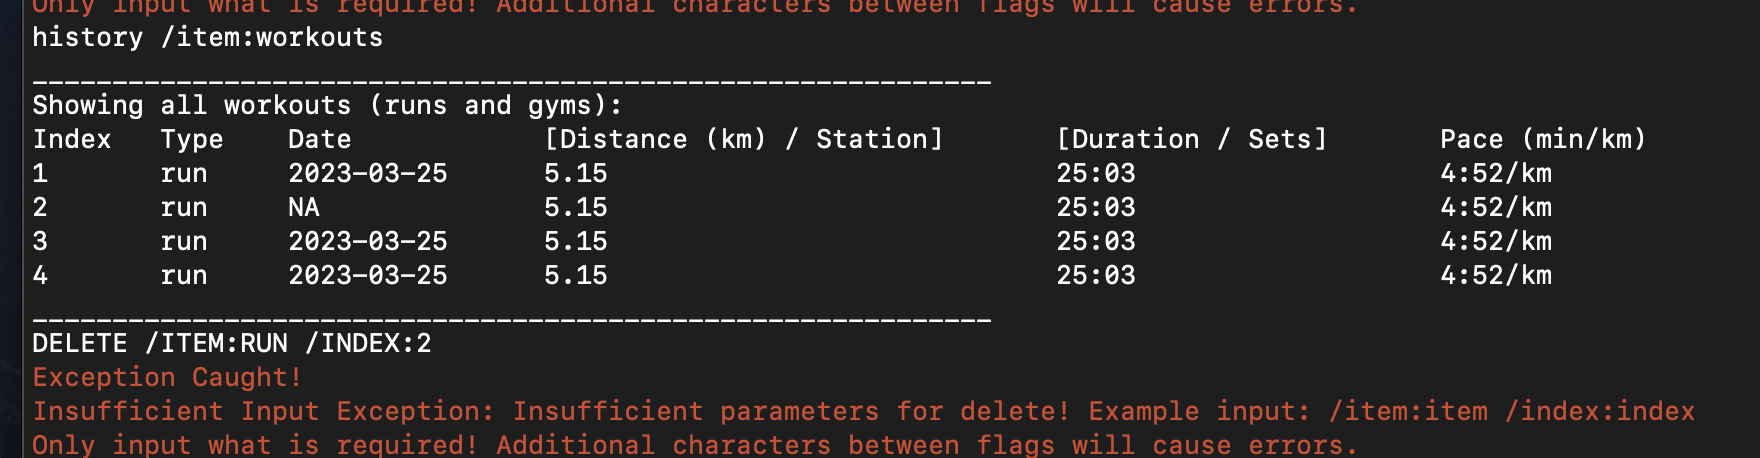 Only input what is required! Additional characters between flags will cause errors.
history /item:workouts
____________________________________________________________
Showing all workouts (runs and gyms):
Index Type Date [Distance (km) / Station] [Duration / Sets] Pace (min/km)
1 run 2023-03-25 5.15 25:03 4:52/km
2 run NA 5.15 25:03 4:52/km
3 run 2023-03-25 5.15 25:03 4:52/km
4 run 2023-03-25 5.15 25:03 4:52/km
____________________________________________________________
DELETE /ITEM:RUN /INDEX:2
Exception Caught!
Insufficient Input Exception: Insufficient parameters for delete! Example input: /item:item /index:index
Only input what is required! Additional characters between flags will cause errors.